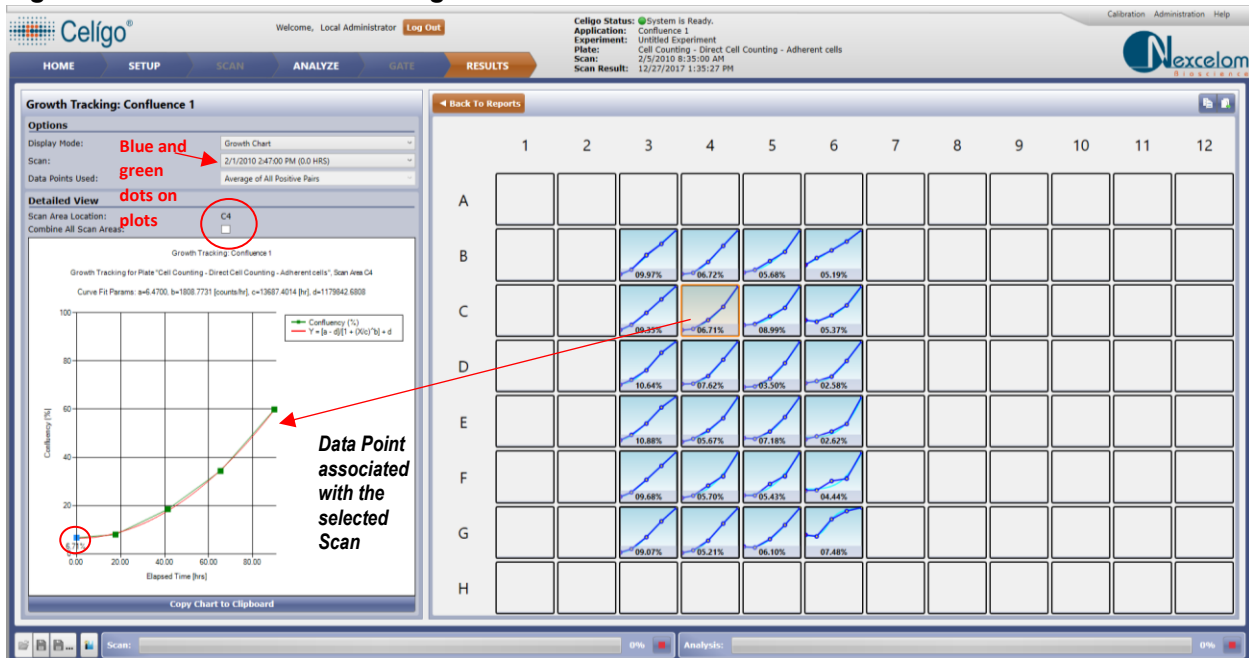 Celígo®
Welcome, Local Administrator Log Out
Celigo Status: System is Ready.
Application: Confluence 1
Experiment: Untitled Experiment
Plate: Cell Counting - Direct Cell Counting - Adherent cells
Scan: 2/5/2010 8:35:00 AM
Scan Result: 12/27/2017 1:35:27 PM
Calibration Administration Help
Nexcelom
Bioscience
HOME SETUP SCAN ANALYZE GATE RESULTS
Growth Tracking: Confluence 1
Options
Display Mode: Growth Chart
Scan: 2/1/2010 2:47:00 PM (0.0 HRS)
Data Points Used: Average of All Positive Pairs
Blue and
green
dots on
plots
Detailed View
Scan Area Location: C4
Combine All Scan Areas:
Growth Tracking: Confluence 1
Growth Tracking for Plate "Cell Counting - Direct Cell Counting - Adherent cells", Scan Area C4
Curve Fit Params: a=6.4700, b=1808.7731 [counts/hr], c=13687.4014 [hr], d=1179842.6808
Confluency (%)
Y = [a - d]/[1 + (X/c)^b] + d
100
80
60
40
20
0
Confluency (%)
6.71%
0.00 20.00 40.00 60.00 80.00
Elapsed Time [hrs]
Copy Chart to Clipboard
Data Point
associated
with the
selected
Scan
Back To Reports
1 2 3 4 5 6 7 8 9 10 11 12
A
B
09.97% 06.72% 05.68% 05.19%
C
09.35% 06.71% 08.99% 05.37%
D
10.64% 07.62% 03.50% 02.58%
E
10.88% 05.67% 07.18% 02.62%
F
09.68% 05.70% 05.43% 04.44%
G
09.07% 05.21% 06.10% 07.48%
H
Scan: 0% Analysis: 0%